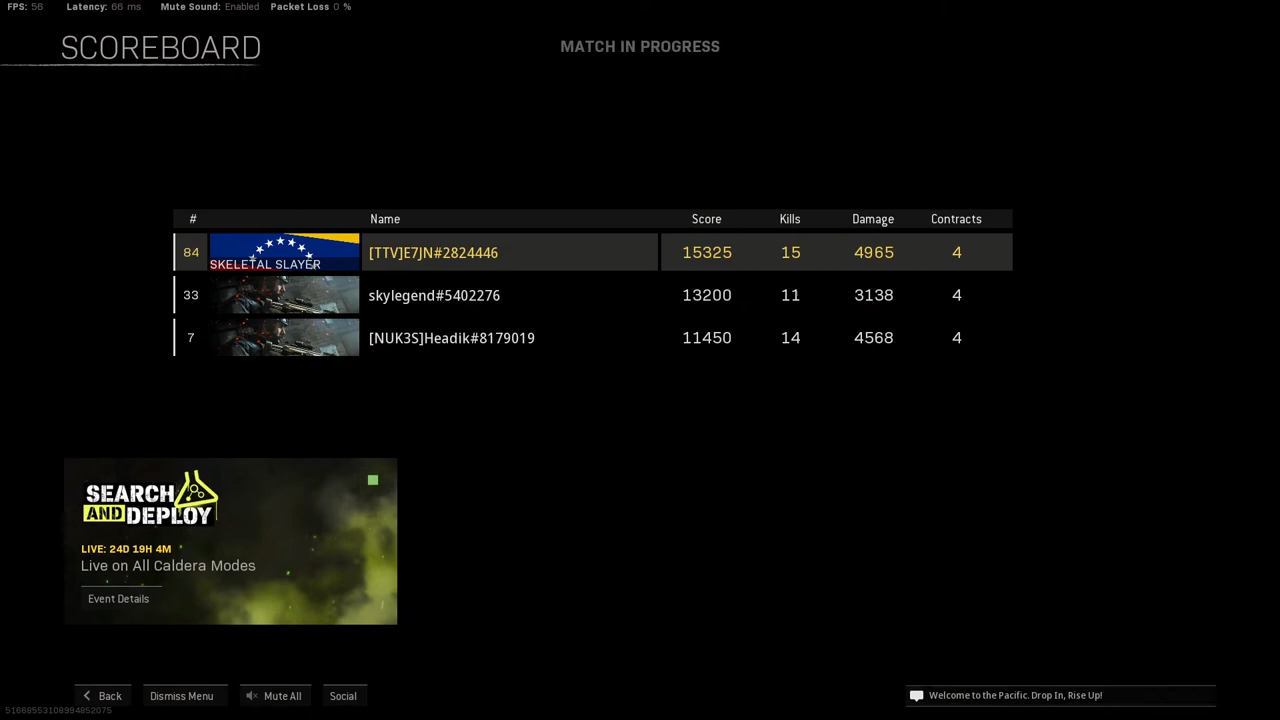 FPS: 56 Latency: 66 ms Mute Sound: Enabled Packet Loss 0 %
SCOREBOARD
MATCH IN PROGRESS
# Name Score Kills Damage Contracts
84 SKELETAL SLAYER [TTV]E7JN#2824446 15325 15 4965 4
33 skylegend#5402276 13200 11 3138 4
7 [NUK3S]Headik#8179019 11450 14 4568 4
SEARCH
AND DEPLOY
LIVE: 24D 19H 4M
Live on All Caldera Modes
Event Details
Back Dismiss Menu Mute All Social
Welcome to the Pacific. Drop In, Rise Up!
51668553108994852075